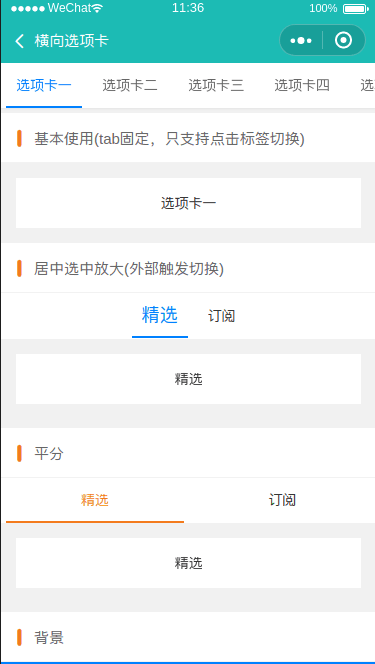 WeChat 11:36 100%
横向选项卡
选项卡一 选项卡二 选项卡三 选项卡四 选
基本使用(tab固定，只支持点击标签切换)
选项卡一
居中选中放大(外部触发切换)
精选 订阅
精选
平分
精选 订阅
精选
背景